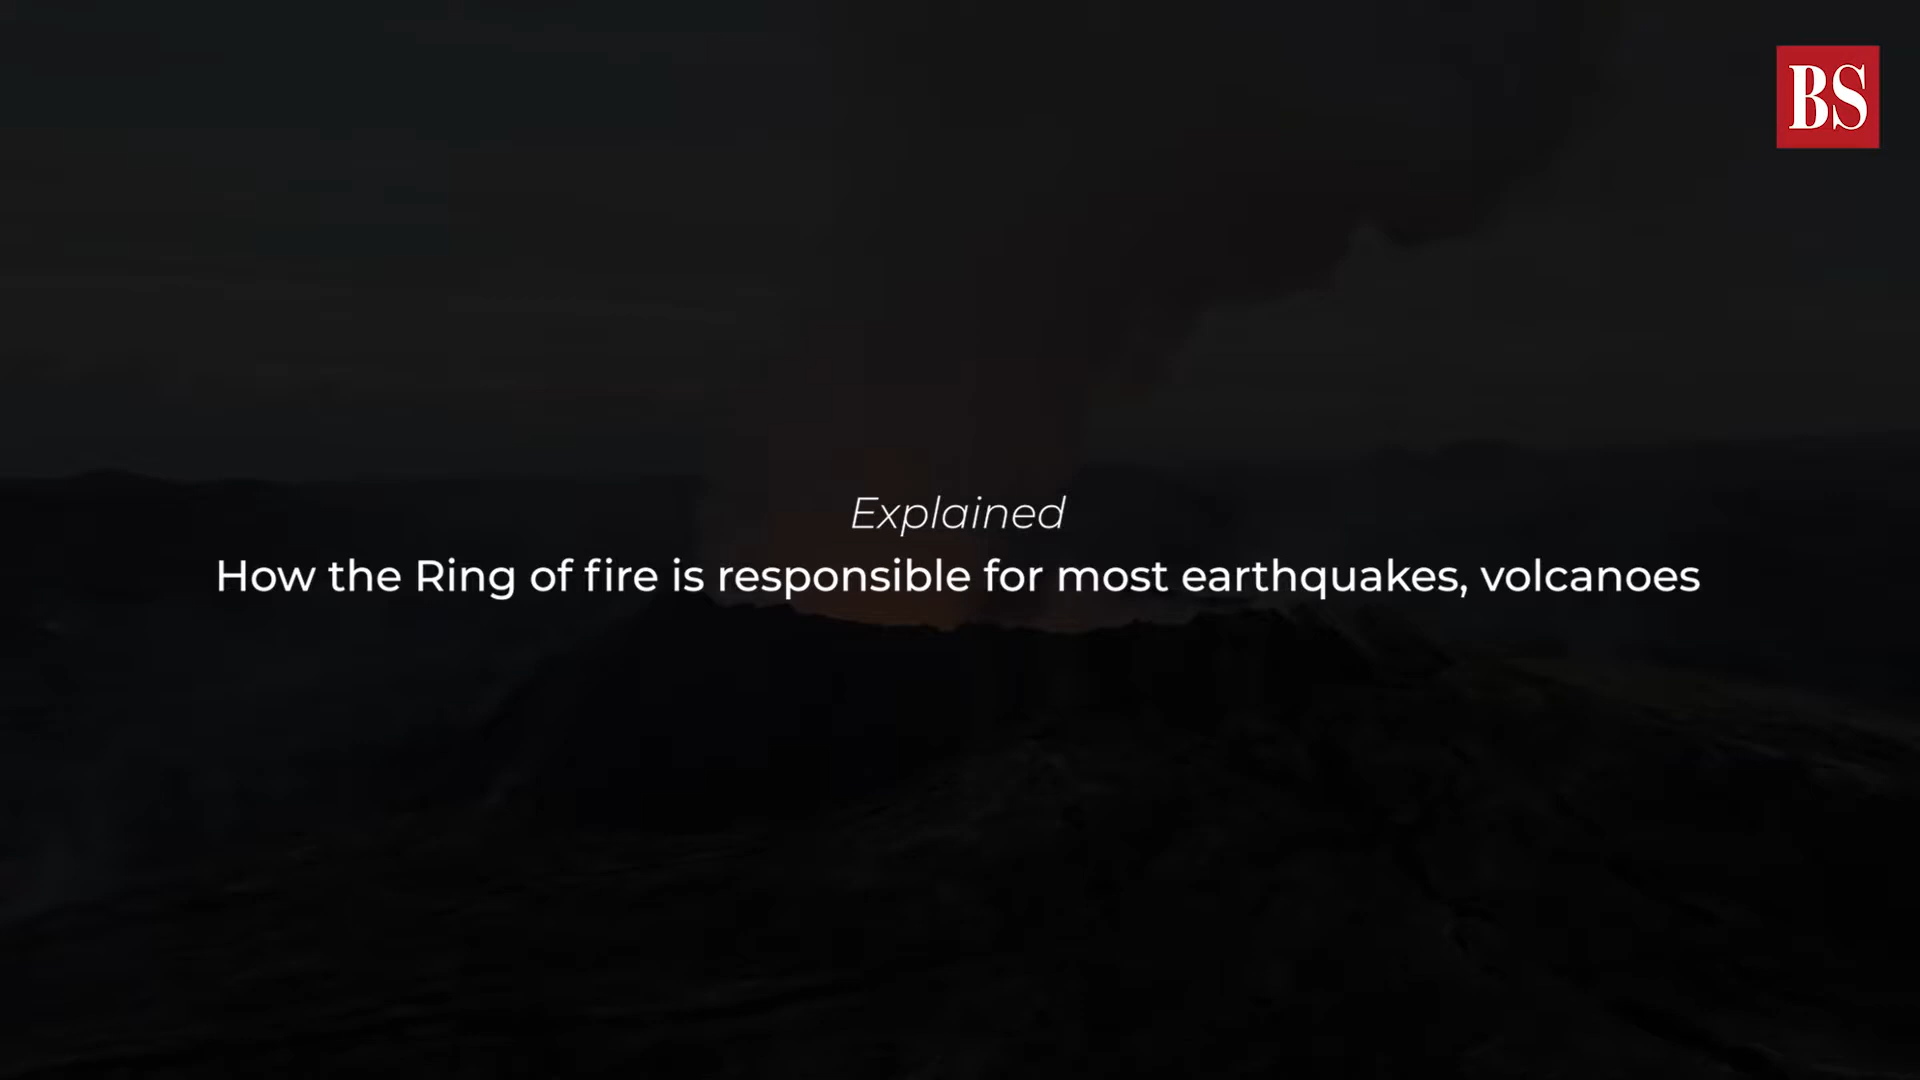 BS
Explained
How the Ring of fire is responsible for most earthquakes, volcanoes